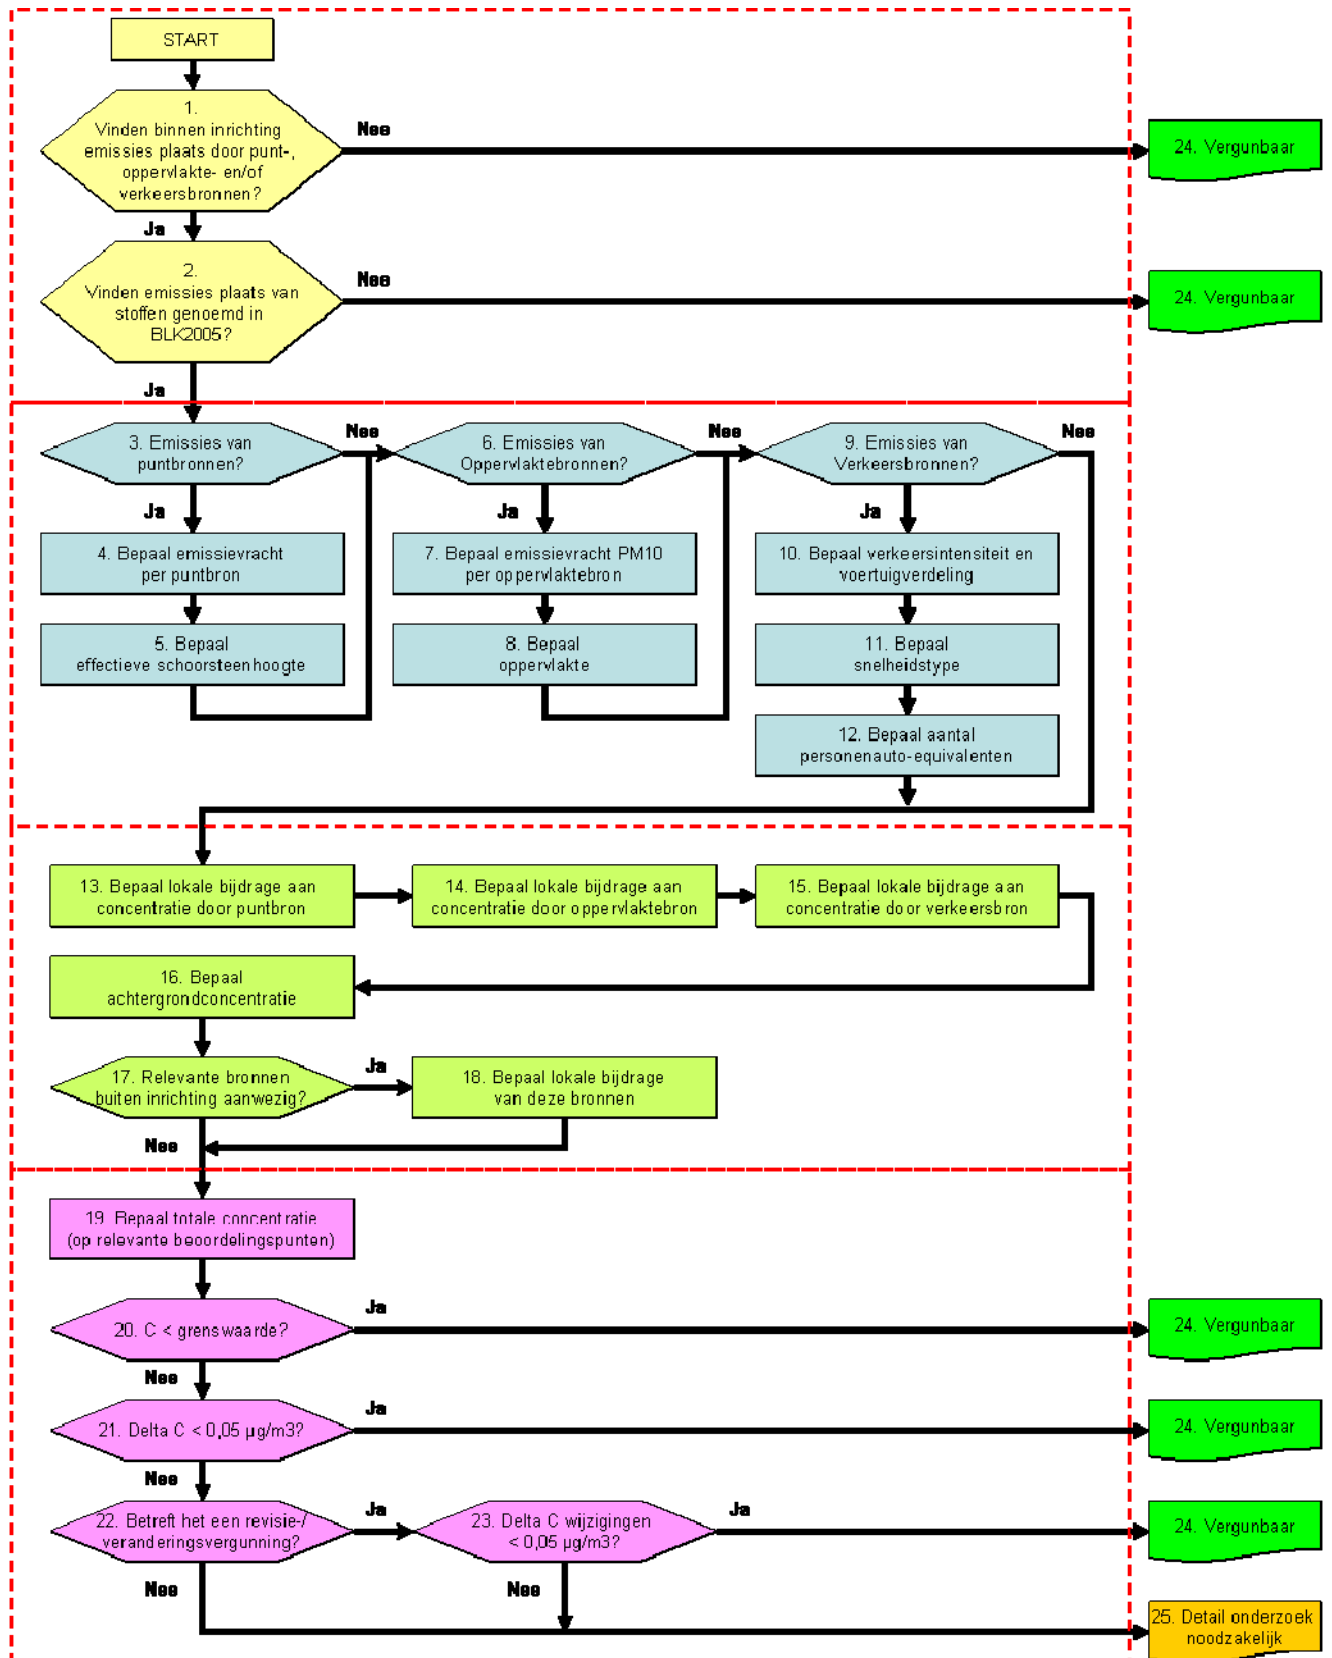 START
1.
Vinden binnen inrichting
emissies plaats door punt-,
oppervlakte- en/of
verkeersbronnen?
Nee
24. Vergunbaar
Ja
2.
Vinden emissies plaats van
stoffen genoemd in
BLK2005?
Nee
24. Vergunbaar
Ja
3. Emissies van
puntbronnen?
Nee
6. Emissies van
Oppervlaktebronnen?
Nee
9. Emissies van
Verkeersbronnen?
Nee
Ja
Ja
Ja
4. Bepaal emissievracht
per puntbron
7. Bepaal emissievracht PM10
per oppervlaktebron
10. Bepaal verkeersintensiteit en
voertuigverdeling
5. Bepaal
effectieve schoorsteenhoogte
8. Bepaal
oppervlakte
11. Bepaal
snelheidstype
12. Bepaal aantal
personenauto-equivalenten
13. Bepaal lokale bijdrage aan
concentratie door puntbron
14. Bepaal lokale bijdrage aan
concentratie door oppervlaktebron
15. Bepaal lokale bijdrage aan
concentratie door verkeersbron
16. Bepaal
achtergrondconcentratie
17. Relevante bronnen
buiten inrichting aanwezig?
Ja
18. Bepaal lokale bijdrage
van deze bronnen
Nee
19. Bepaal totale concentratie
(op relevante beoordelingspunten)
20. C < grenswaarde?
Ja
24. Vergunbaar
Nee
21. Delta C < 0,05 µg/m3?
Ja
24. Vergunbaar
Nee
22. Betreft het een revisie-/
veranderingsvergunning?
Ja
23. Delta C wijzigingen
< 0,05 µg/m3?
Ja
24. Vergunbaar
Nee
Nee
25. Detail onderzoek
noodzakelijk